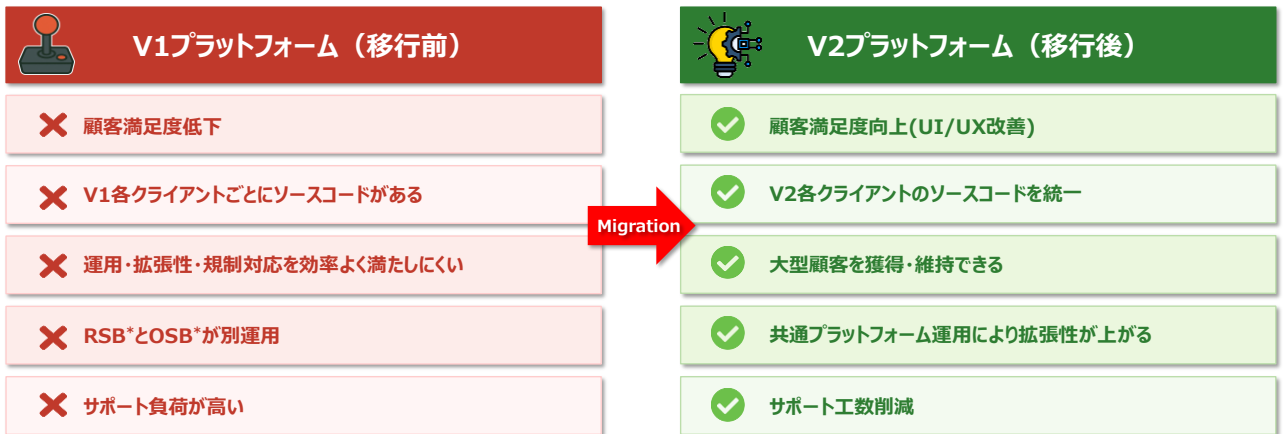 V1プラットフォーム（移行前）
顧客満足度低下
V1各クライアントごとにソースコードがある
運用・拡張性・規制対応を効率よく満たしにくい
RSB*とOSB*が別運用
サポート負荷が高い
Migration
V2プラットフォーム（移行後）
顧客満足度向上(UI/UX改善)
V2各クライアントのソースコードを統一
大型顧客を獲得・維持できる
共通プラットフォーム運用により拡張性が上がる
サポート工数削減